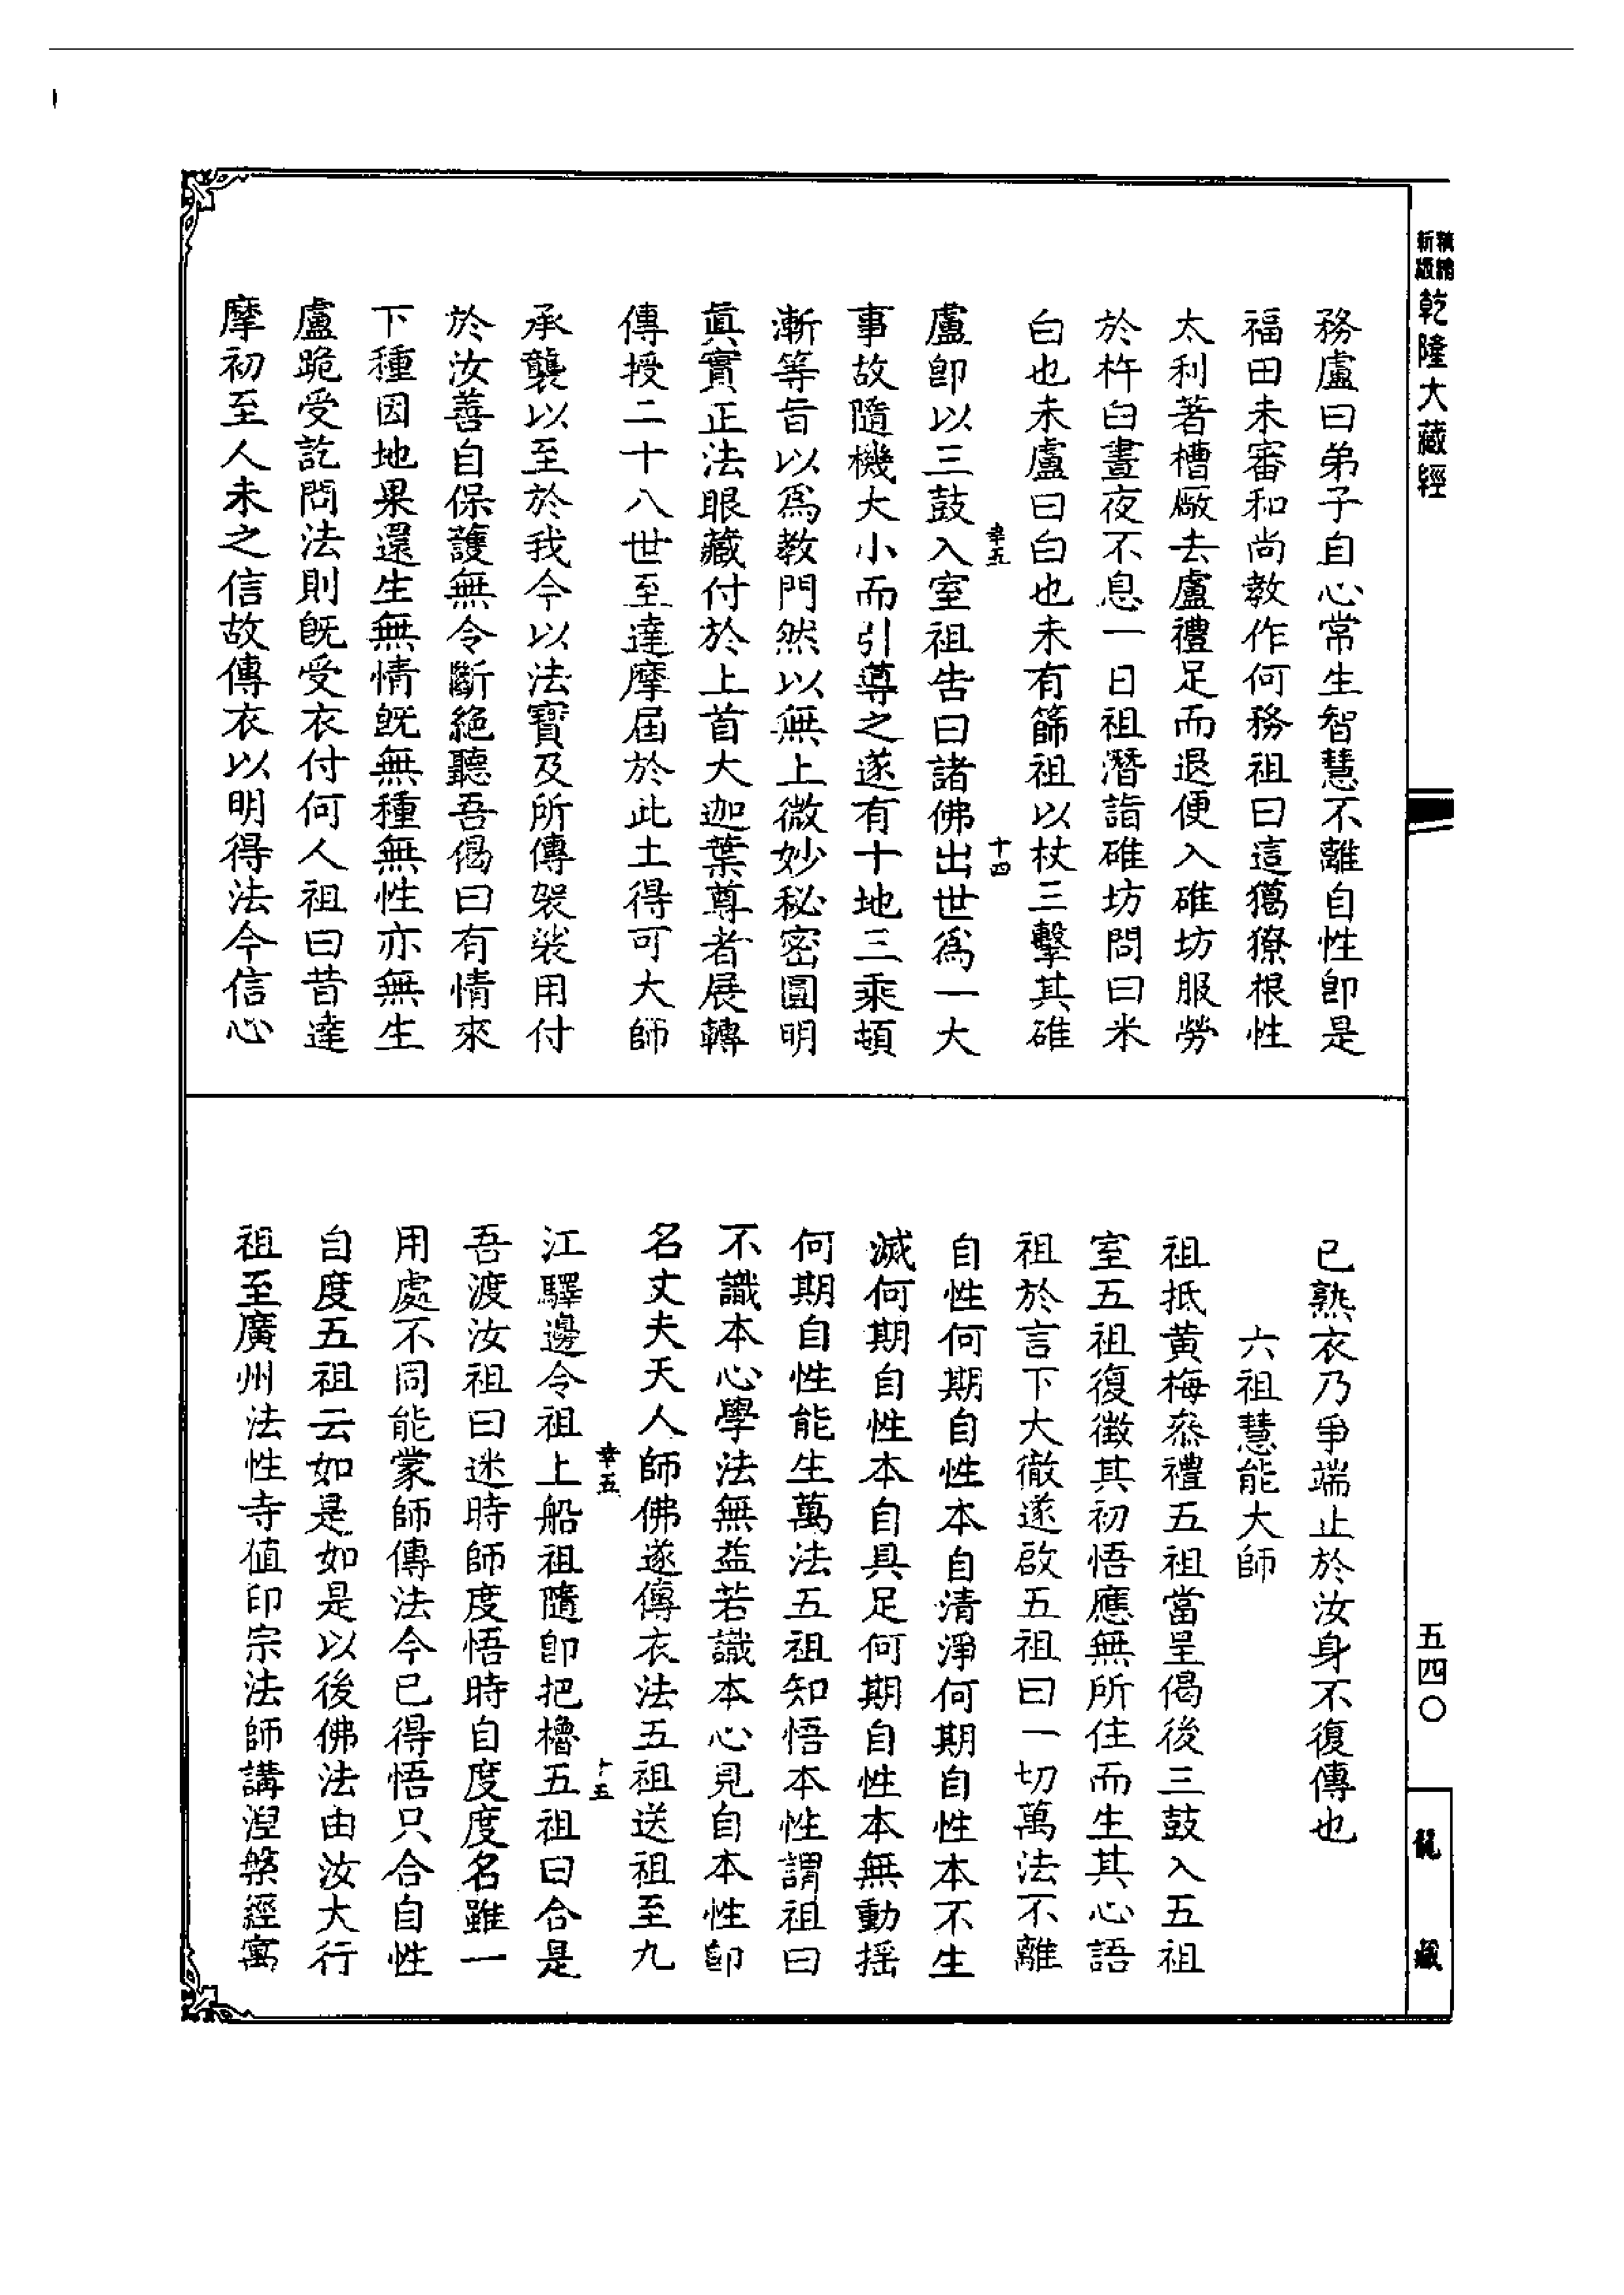 精繕
新版
乾隆大藏經
務盧曰弟子自心常生智慧不離自性卽是
福田未審和尚教作何務祖曰這獦獠根性
太利著槽廠去盧禮足而退便入碓坊服勞
於杵臼晝夜不息一日祖潛詣碓坊問曰米
白也未盧曰白也未有篩祖以杖三擊其碓
幸五
十四
盧卽以三鼓入室祖告曰諸佛出世爲一大
事故隨機大小而引導之遂有十地三乘頓
漸等旨以爲教門然以無上微妙秘密圓明
眞實正法眼藏付於上首大迦葉尊者展轉
傳授二十八世至達摩屆於此土得可大師
承襲以至於我今以法寶及所傳袈裟用付
於汝善自保護無令斷絕聽吾偈曰有情來
下種因地果還生無情旣無種無性亦無生
盧跪受訖問法則旣受衣付何人祖曰昔達
摩初至人未之信故傳衣以明得法今信心
已熟衣乃爭端止於汝身不復傳也
六祖慧能大師
祖抵黃梅叅禮五祖當呈偈後三鼓入五祖
室五祖復徵其初悟應無所住而生其心語
祖於言下大徹遂啟五祖曰一切萬法不離
自性何期自性本自清淨何期自性本不生
滅何期自性本自具足何期自性本無動搖
何期自性能生萬法五祖知悟本性謂祖曰
不識本心學法無益若識本心見自本性卽
名丈夫天人師佛遂傳衣法五祖送祖至九
幸五
十五
江驛邊令祖上船祖隨卽把櫓五祖曰合是
吾渡汝祖曰迷時師度悟時自度度名雖一
用處不同能蒙師傳法今已得悟只合自性
自度五祖云如是如是以後佛法由汝大行
祖至廣州法性寺值印宗法師講涅槃經寓
五四〇
龍藏